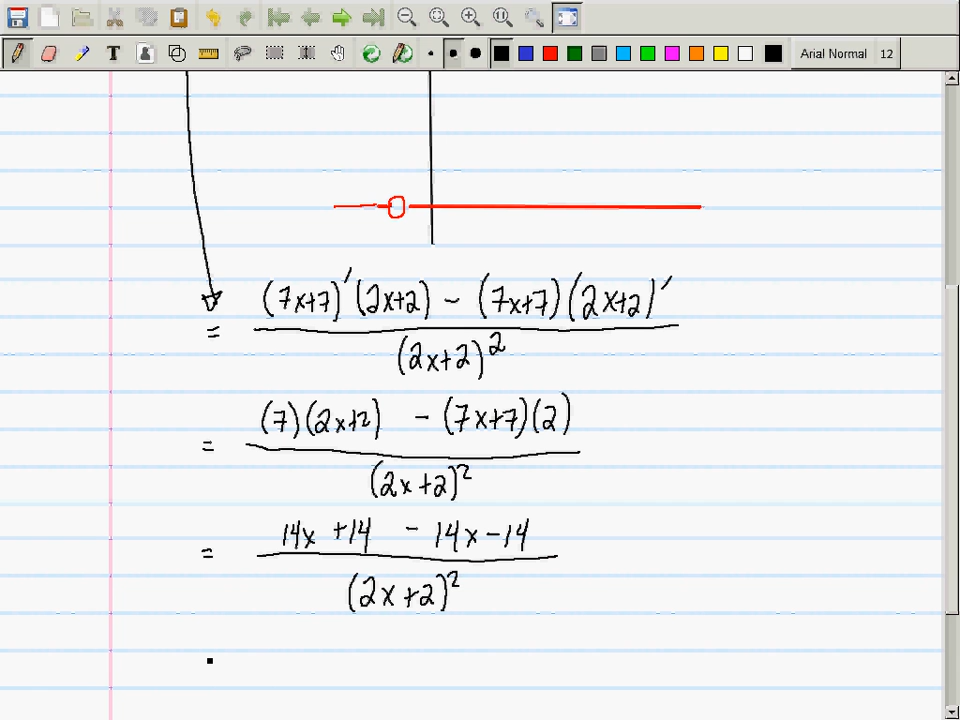 Arial Normal 12
(7x+7)'(2x+2) - (7x+7)(2x+2)'
=
(2x+2)²
(7)(2x+2) - (7x+7)(2)
=
(2x+2)²
14x +14 - 14x -14
=
(2x+2)²